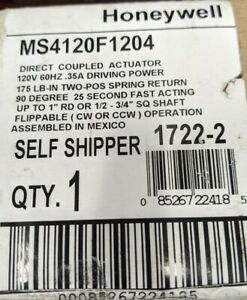 Honeywell
MS4120F1204
DIRECT COUPLED ACTUATOR
120V 60HZ .35A DRIVING POWER
175 LB-IN TWO-POS SPRING RETURN
90 DEGREE 25 SECOND FAST ACTING
UP TO 1" RD OR 1/2 - 3/4" SQ SHAFT
FLIPPABLE ( CW OR CCW ) OPERATION
ASSEMBLED IN MEXICO
SELF SHIPPER 1722-2
QTY. 1
0 85267 22418 5